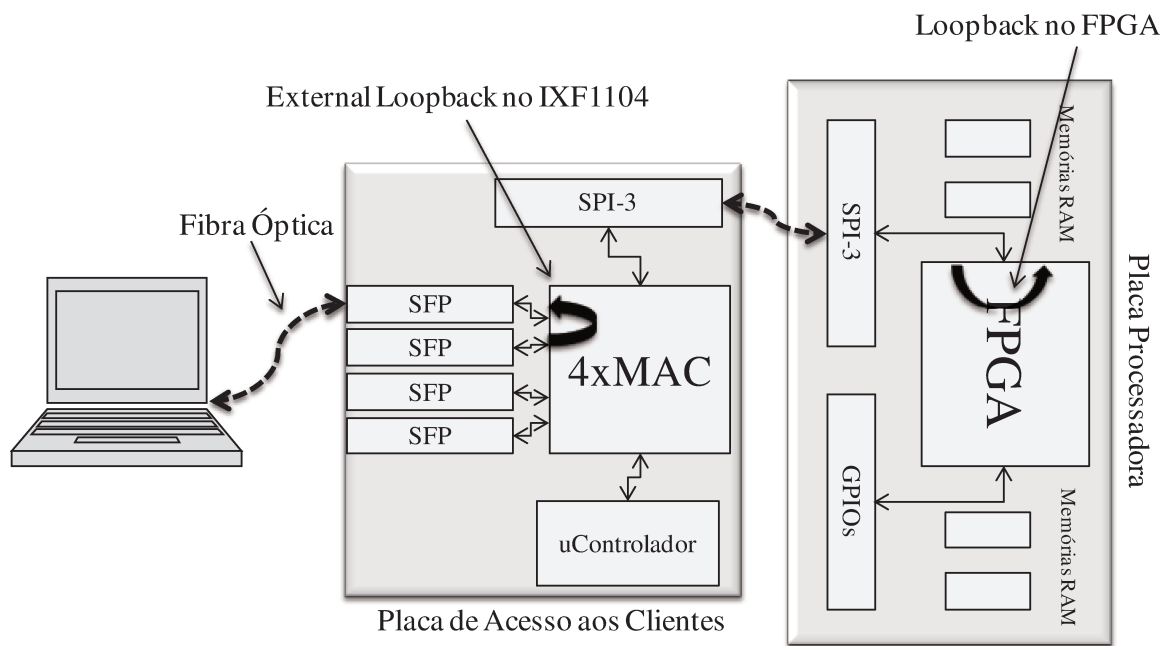 Loopback no FPGA
External Loopback no IXF1104
Fibra Óptica
SPI-3
SFP
SFP
SFP
SFP
4xMAC
uControlador
Placa de Acesso aos Clientes
SPI-3
GPIOs
FPGA
Memórias RAM
Memórias RAM
Placa Processadora